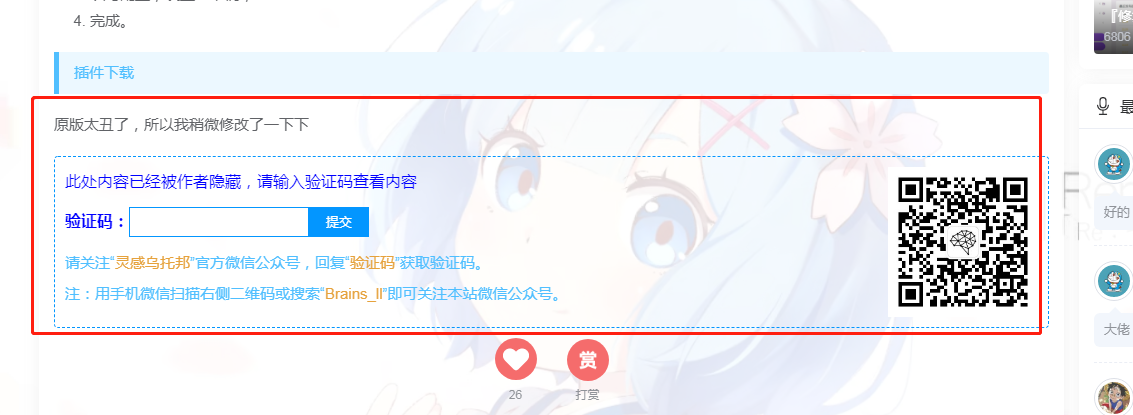 4. 完成。
插件下载
原版太丑了，所以我稍微修改了一下下
此处内容已经被作者隐藏，请输入验证码查看内容
验证码：
提交
请关注“灵感乌托邦”官方微信公众号，回复“验证码”获取验证码。
注：用手机微信扫描右侧二维码或搜索“Brains_II”即可关注本站微信公众号。
赏
26
打赏
『修
6806
最
好的
大佬